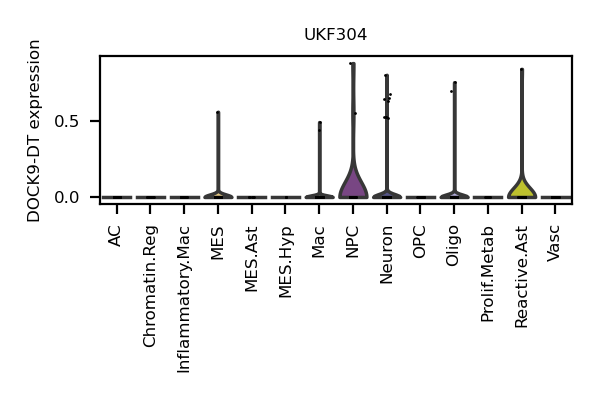 UKF304
DOCK9-DT expression
0.5
0.0
AC
Chromatin.Reg
Inflammatory.Mac
MES
MES.Ast
MES.Hyp
Mac
NPC
Neuron
OPC
Oligo
Prolif.Metab
Reactive.Ast
Vasc